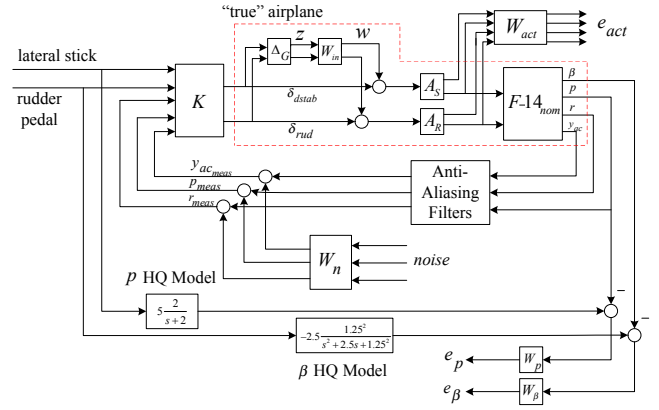 “true” airplane
lateral stick
rudder pedal
K
Δ_G
z
W_in
w
δ_dstab
δ_rud
A_S
A_R
W_act
e_act
F-14_nom
β
p
r
y_ac
y_ac_meas
p_meas
r_meas
Anti-
Aliasing
Filters
W_n
noise
p HQ Model
5 2/(s+2)
-2.5 1.25²/(s²+2.5s+1.25²)
β HQ Model
−
−
e_p
W_p
e_β
W_β